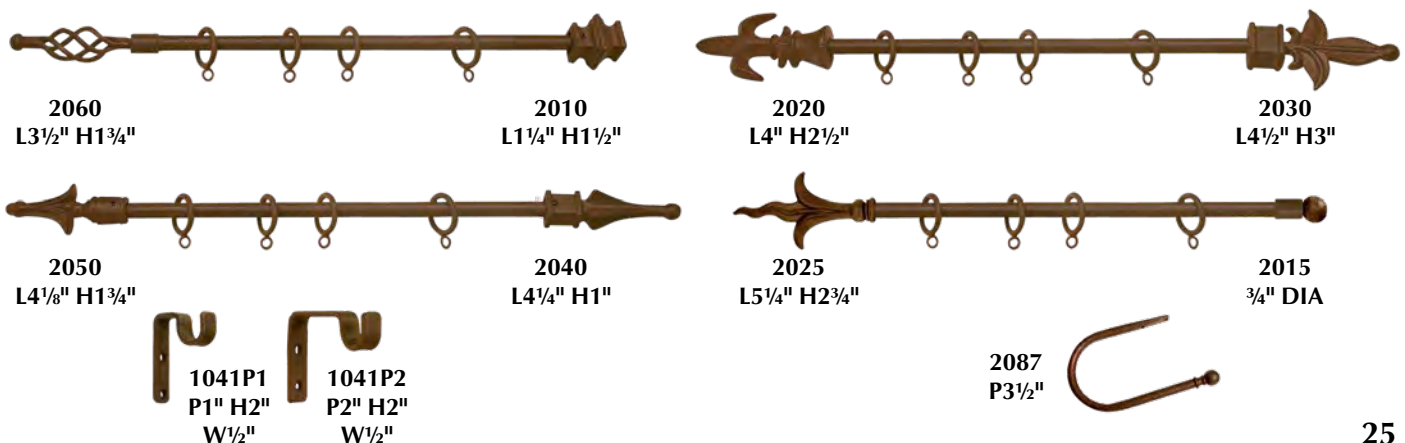 2060
L3½" H1¾"
2010
L1¼" H1½"
2020
L4" H2½"
2030
L4½" H3"
2050
L4⅛" H1¾"
2040
L4¼" H1"
2025
L5¼" H2¾"
2015
¾" DIA
1041P1
P1" H2"
W½"
1041P2
P2" H2"
W½"
2087
P3½"
25